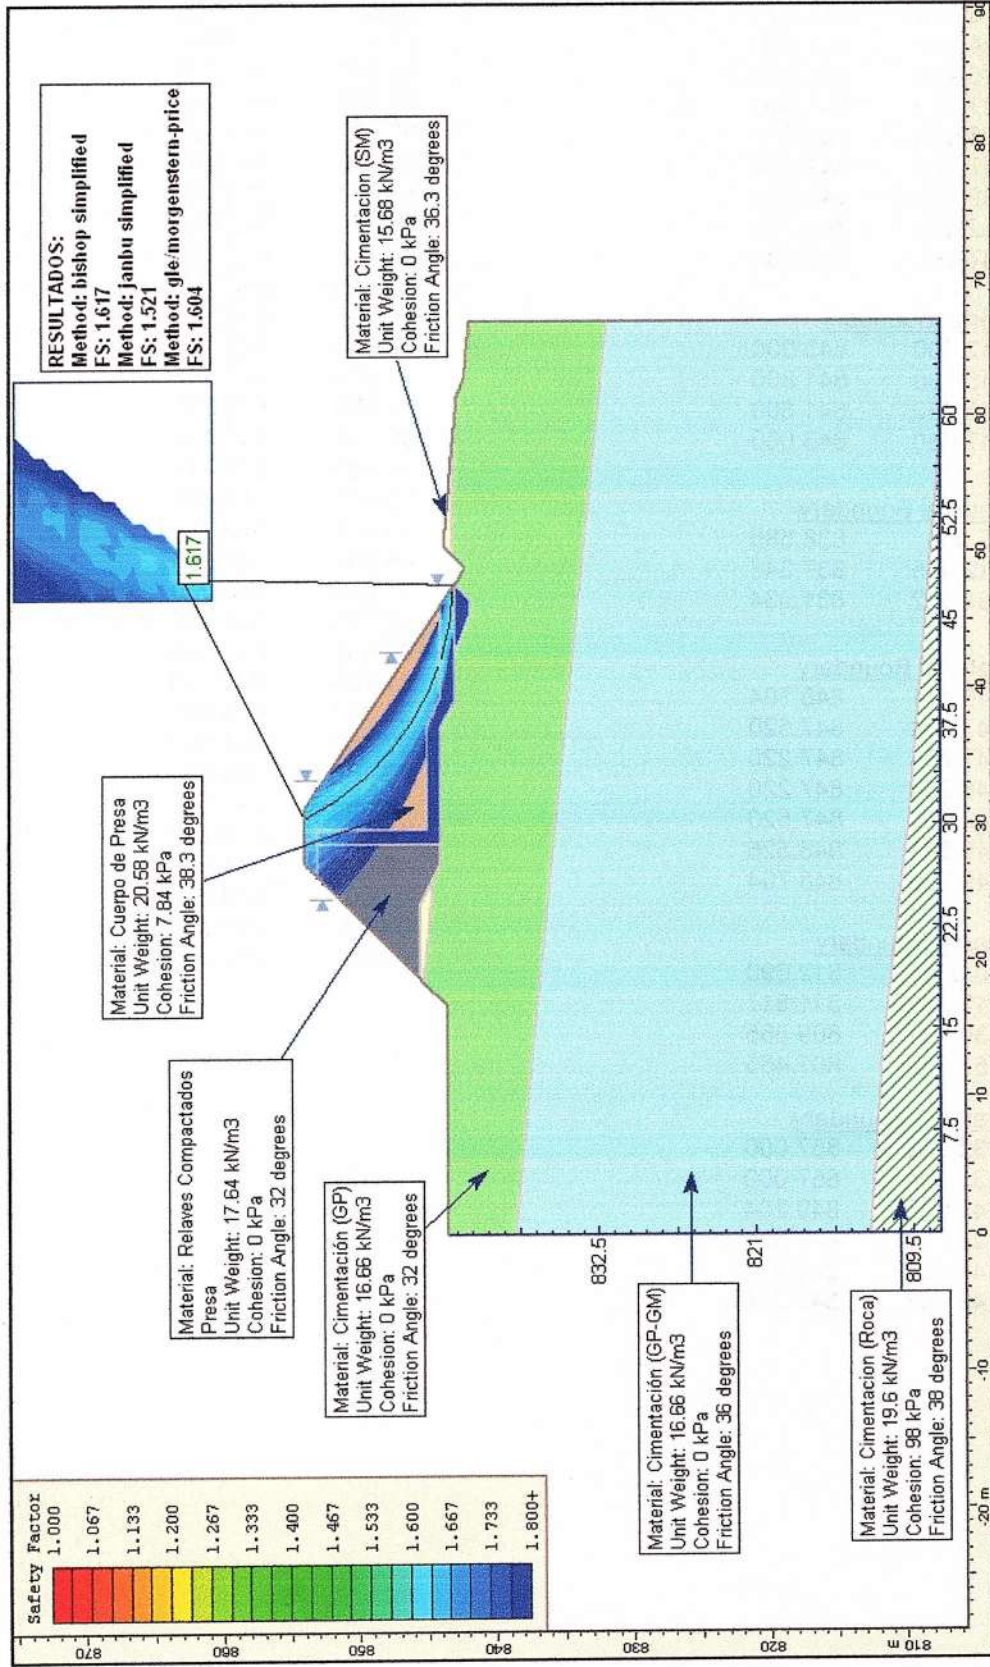 Safety Factor
1.000
1.067
1.133
1.200
1.267
1.333
1.400
1.467
1.533
1.600
1.667
1.733
1.800+
RESULTADOS:
Method: bishop simplified
FS: 1.617
Method: janbu simplified
FS: 1.521
Method: gle/morgenstern-price
FS: 1.604
1.617
Material: Cuerpo de Presa
Unit Weight: 20.58 kN/m3
Cohesion: 7.84 kPa
Friction Angle: 38.3 degrees
Material: Relaves Compactados
Presa
Unit Weight: 17.64 kN/m3
Cohesion: 0 kPa
Friction Angle: 32 degrees
Material: Cimentacion (SM)
Unit Weight: 15.68 kN/m3
Cohesion: 0 kPa
Friction Angle: 36.3 degrees
Material: Cimentación (GP)
Unit Weight: 16.66 kN/m3
Cohesion: 0 kPa
Friction Angle: 32 degrees
Material: Cimentación (GP-GM)
Unit Weight: 16.66 kN/m3
Cohesion: 0 kPa
Friction Angle: 36 degrees
Material: Cimentacion (Roca)
Unit Weight: 19.6 kN/m3
Cohesion: 98 kPa
Friction Angle: 38 degrees
832.5
821
809.5
7.5
15
22.5
30
37.5
45
52.5
60
870
860
850
840
830
820
810 m
-20 m
-10
0
10
20
30
40
50
60
70
80
90